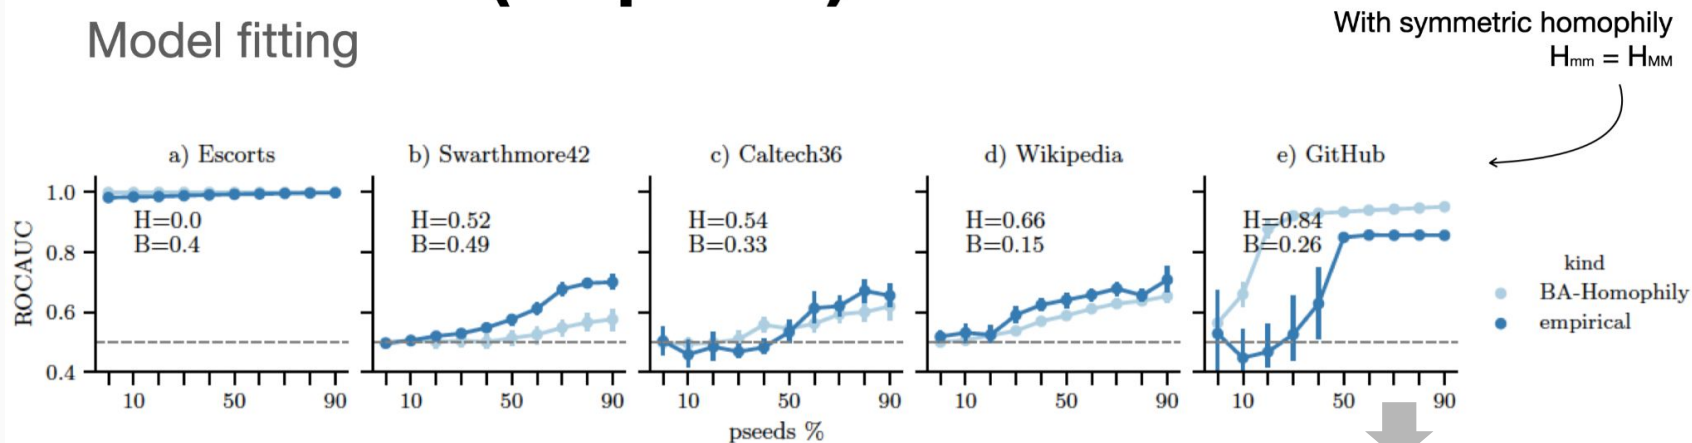 Model fitting
With symmetric homophily
Hmm = HMM
a) Escorts
b) Swarthmore42
c) Caltech36
d) Wikipedia
e) GitHub
ROCAUC
1.0
0.8
0.6
0.4
H=0.0
B=0.4
H=0.52
B=0.49
H=0.54
B=0.33
H=0.66
B=0.15
H=0.84
B=0.26
kind
BA-Homophily
empirical
10 50 90
10 50 90
10 50 90
10 50 90
10 50 90
pseeds %